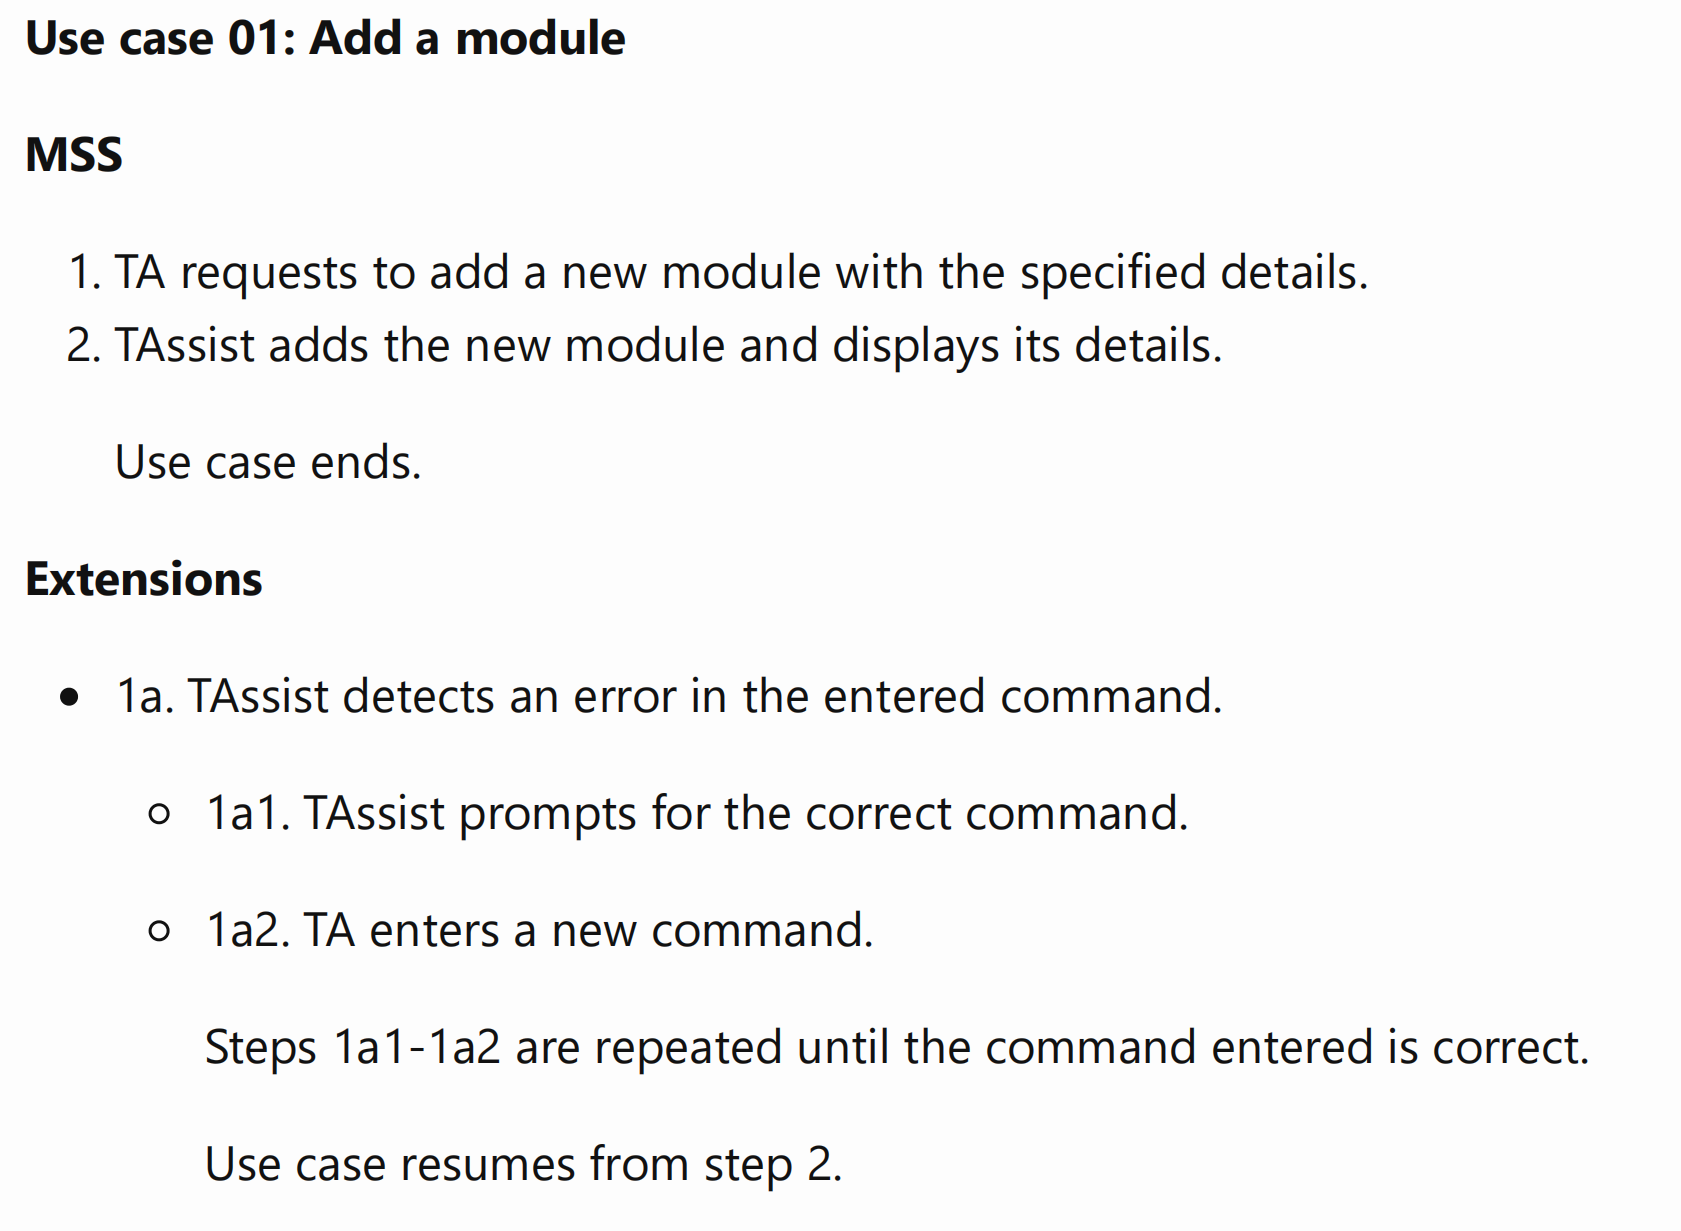 Use case 01: Add a module
MSS
1. TA requests to add a new module with the specified details.
2. TAssist adds the new module and displays its details.
Use case ends.
Extensions
● 1a. TAssist detects an error in the entered command.
○ 1a1. TAssist prompts for the correct command.
○ 1a2. TA enters a new command.
Steps 1a1-1a2 are repeated until the command entered is correct.
Use case resumes from step 2.